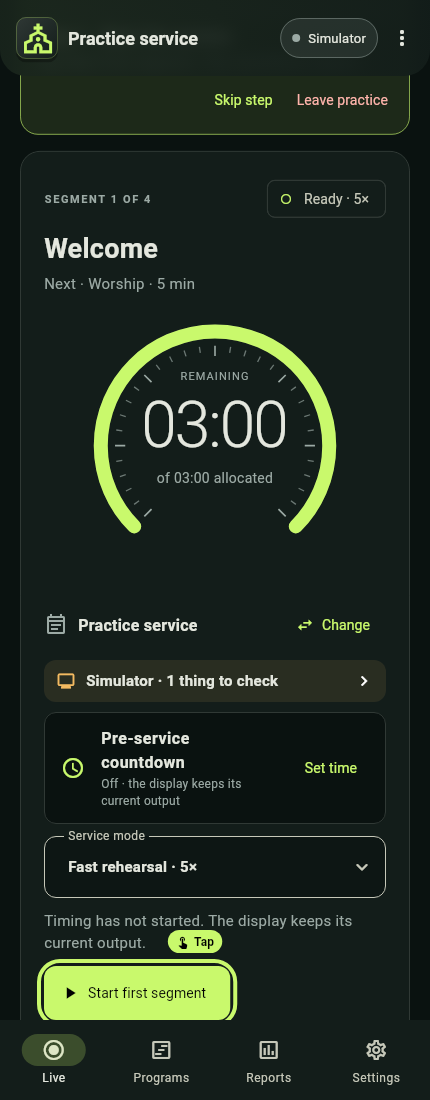 Practice service
Simulator
Skip step
Leave practice
SEGMENT 1 OF 4
Ready · 5×
Welcome
Next · Worship · 5 min
REMAINING
03:00
of 03:00 allocated
Practice service
Change
Simulator · 1 thing to check
Pre-service
countdown
Off · the display keeps its
current output
Set time
Service mode
Fast rehearsal · 5×
Timing has not started. The display keeps its
current output.
Tap
Start first segment
Live
Programs
Reports
Settings